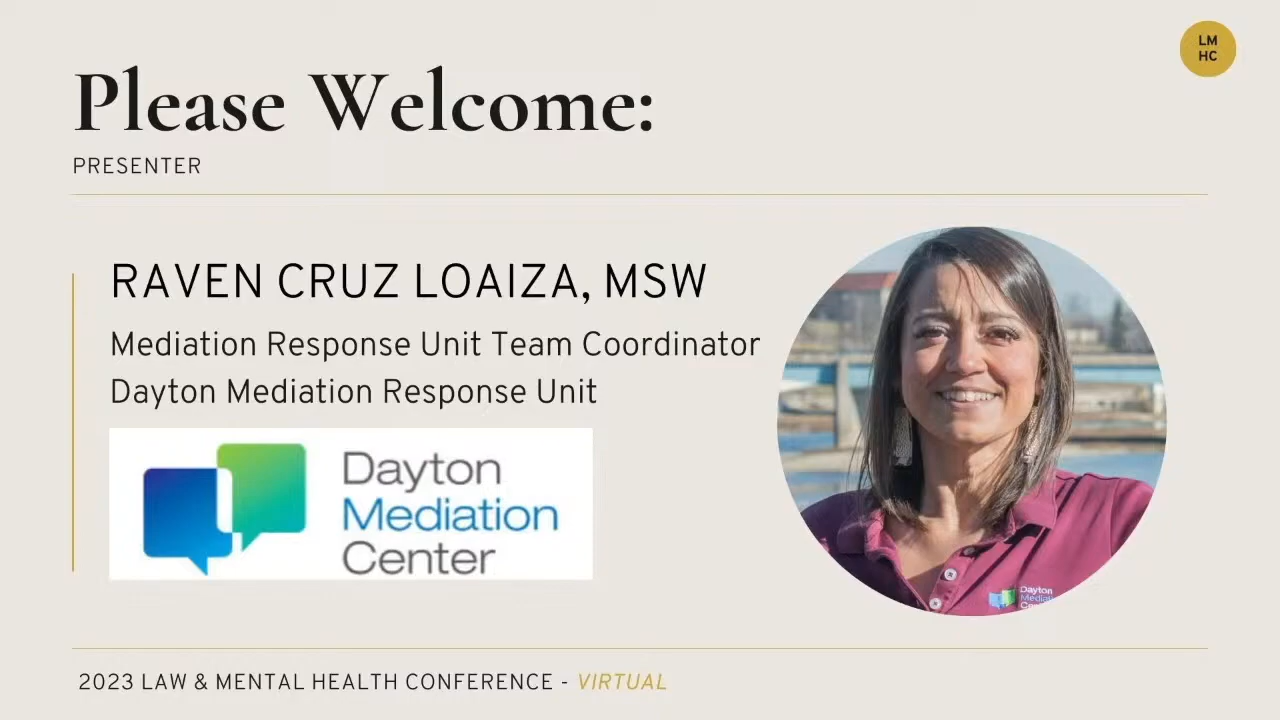 LM
HC
Please Welcome:
PRESENTER
RAVEN CRUZ LOAIZA, MSW
Mediation Response Unit Team Coordinator
Dayton Mediation Response Unit
Dayton
Mediation
Center
Dayton
2023 LAW & MENTAL HEALTH CONFERENCE - VIRTUAL